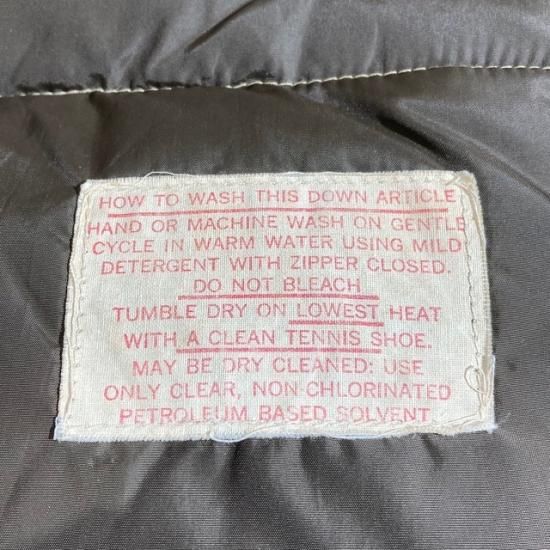 HOW TO WASH THIS DOWN ARTICLE
HAND OR MACHINE WASH ON GENTLE
CYCLE IN WARM WATER USING MILD
DETERGENT WITH ZIPPER CLOSED.
DO NOT BLEACH
TUMBLE DRY ON LOWEST HEAT
WITH A CLEAN TENNIS SHOE.
MAY BE DRY CLEANED: USE
ONLY CLEAR, NON-CHLORINATED
PETROLEUM BASED SOLVENT